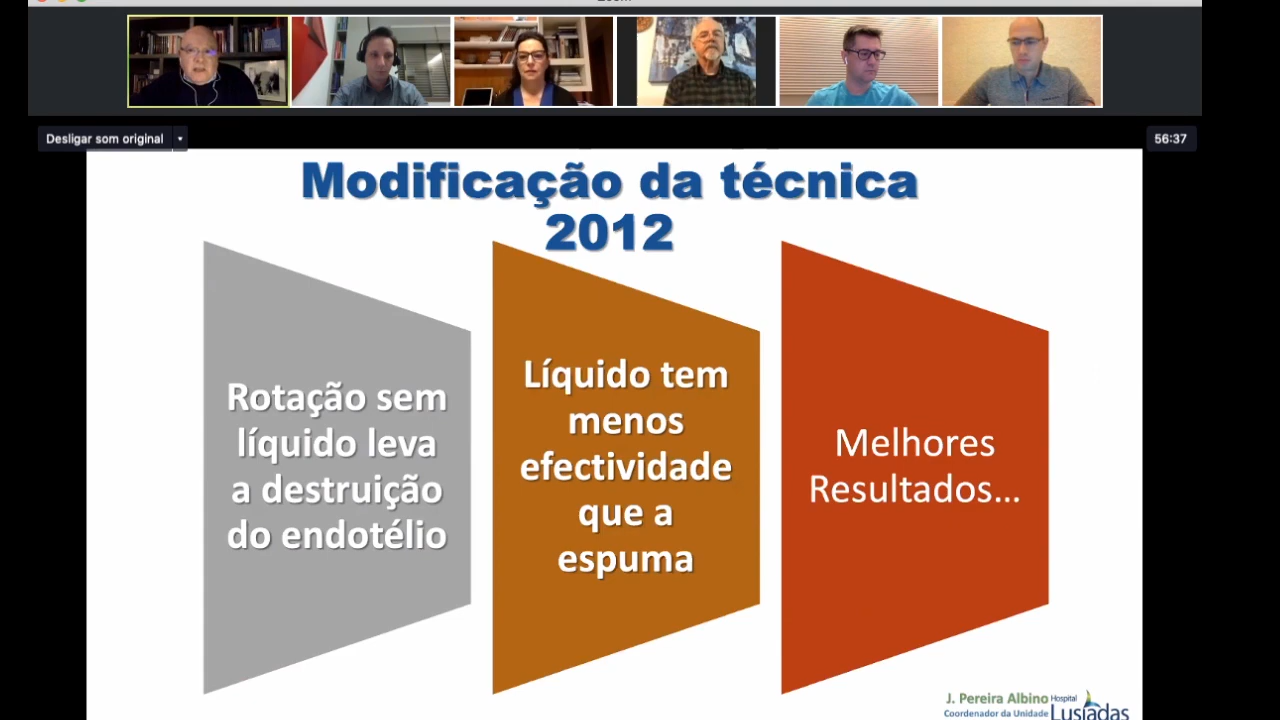 Desligar som original
56:37
Modificação da técnica
2012
Rotação sem
líquido leva
a destruição
do endotélio
Líquido tem
menos
efectividade
que a
espuma
Melhores
Resultados...
J. Pereira Albino
Coordenador da Unidade
Hospital
Lusíadas